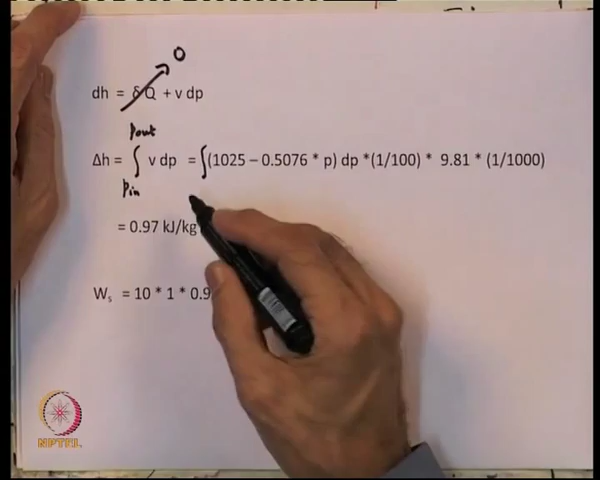 0
dh = δQ + v dp
pout
Δh = ∫ v dp = ∫(1025 – 0.5076 * p) dp *(1/100) * 9.81 * (1/1000)
pin
= 0.97 kJ/kg
Ws = 10 * 1 * 0.9
NPTEL